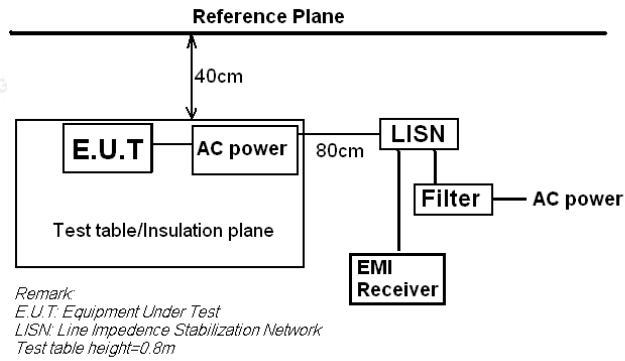 Reference Plane
40cm
E.U.T
AC power
80cm
LISN
Filter
AC power
Test table/Insulation plane
EMI
Receiver
Remark:
E.U.T: Equipment Under Test
LISN: Line Impedence Stabilization Network
Test table height=0.8m